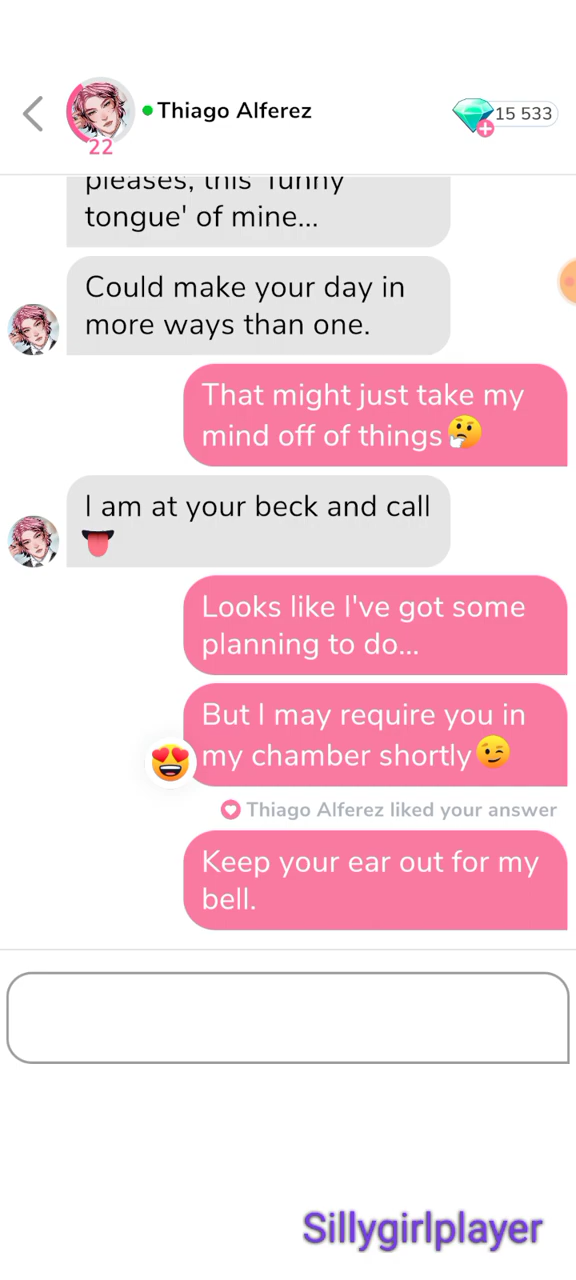 Thiago Alferez
15 533
22
pleases, this 'funny
tongue' of mine...
Could make your day in
more ways than one.
That might just take my
mind off of things🤔
I am at your beck and call
👅
Looks like I've got some
planning to do...
But I may require you in
my chamber shortly😉
😍
Thiago Alferez liked your answer
Keep your ear out for my
bell.
Sillygirlplayer